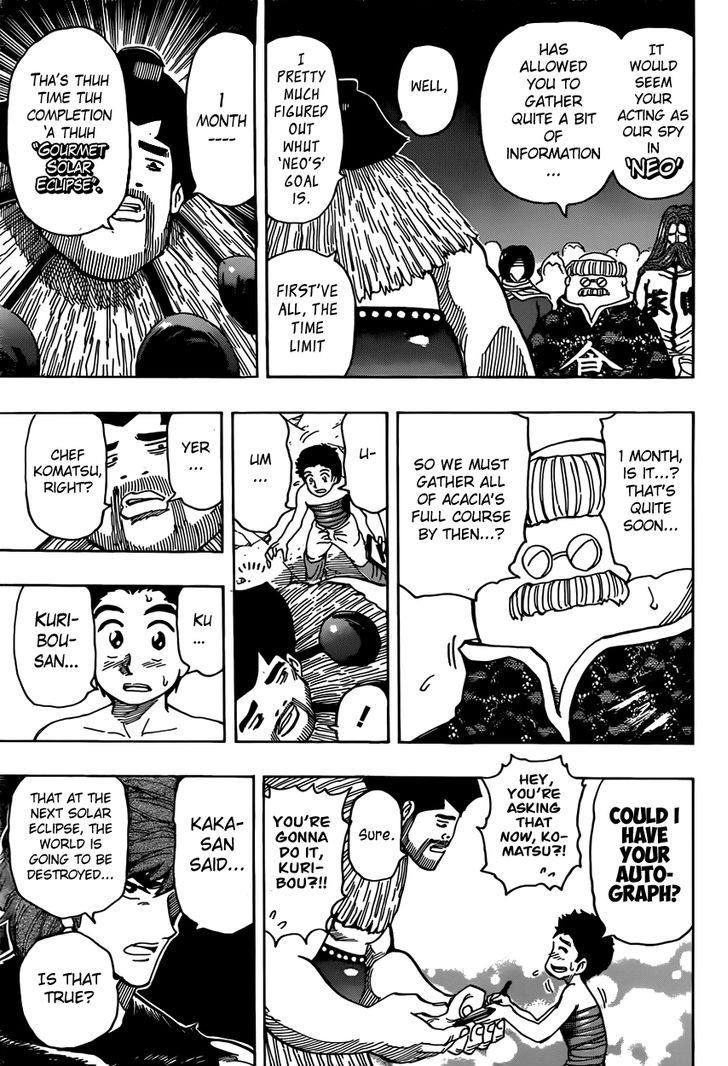 IT
WOULD
SEEM
YOUR
ACTING AS
OUR SPY
IN
'NEO'
HAS
ALLOWED
YOU TO
GATHER
QUITE A
BIT OF
INFORMATION
...
WELL,
I
PRETTY
MUCH
FIGURED
OUT
WHUT
'NEO'S'
GOAL
IS.
FIRST'VE
ALL, THE
TIME
LIMIT
1
MONTH
----
THA'S THUH
TIME TUH
COMPLETION
'A THUH
"GOURMET
SOLAR
ECLIPSE".
1 MONTH,
IS IT...?
THAT'S
QUITE
SOON...
SO WE MUST
GATHER ALL
OF ACACIA'S
FULL COURSE
BY THEN...?
U-
UM
...
!
YER
...
CHEF
KOMATSU,
RIGHT?
KU
...
KURI-
BOU-
SAN...
COULD I
HAVE
YOUR
AUTO-
GRAPH?
HEY,
YOU'RE
ASKING
THAT
NOW, KO-
MATSU?!
SURE.
YOU'RE
GONNA
DO IT,
KURI-
BOU?!!
KAKA-
SAN
SAID...
THAT AT THE
NEXT SOLAR
ECLIPSE, THE
WORLD IS
GOING TO BE
DESTROYED...
IS THAT
TRUE?